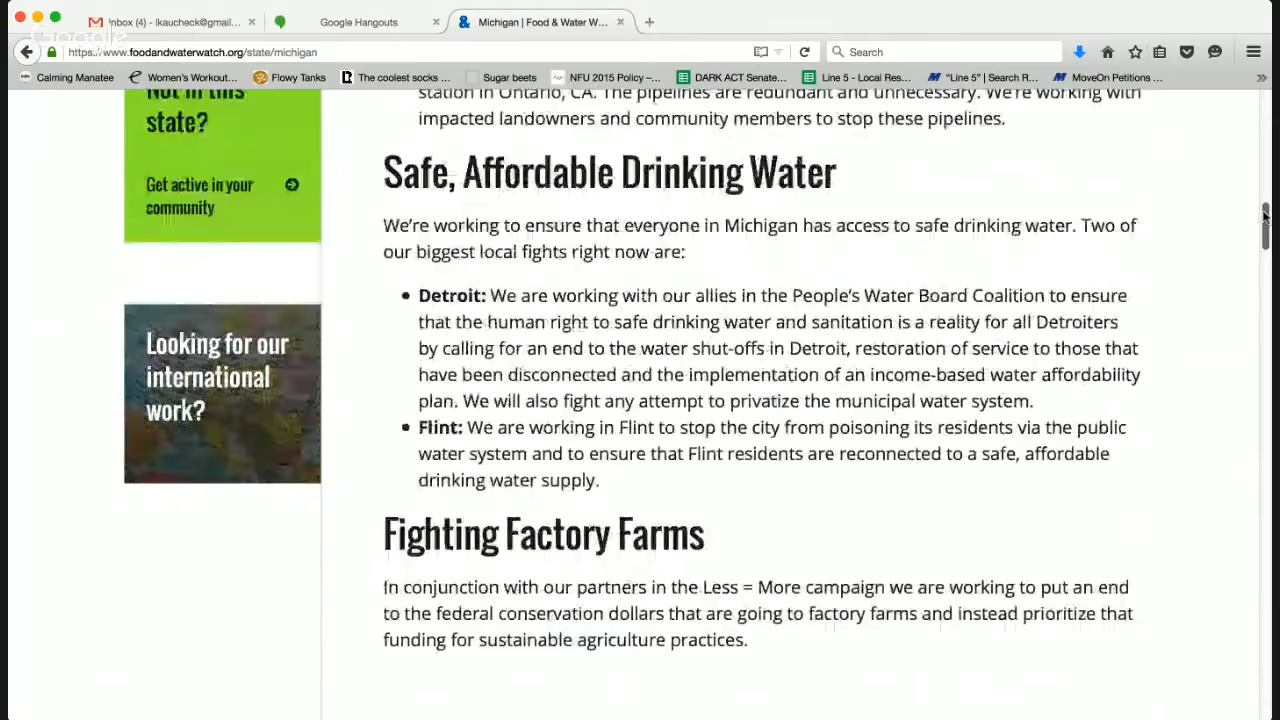 Inbox (4) - lkaucheck@gmail....
Google Hangouts
Michigan | Food & Water W...
Google
https://www.foodandwaterwatch.org/state/michigan
Search
Calming Manatee
Women's Workout...
Flowy Tanks
The coolest socks ...
Sugar beets
NFU 2015 Policy –...
DARK ACT Senate...
Line 5 - Local Res...
"Line 5" | Search R...
MoveOn Petitions ...
Not in this
state?
Get active in your
community
Looking for our
international
work?
station in Ontario, CA. The pipelines are redundant and unnecessary. We're working with
impacted landowners and community members to stop these pipelines.
Safe, Affordable Drinking Water
We're working to ensure that everyone in Michigan has access to safe drinking water. Two of
our biggest local fights right now are:
Detroit: We are working with our allies in the People's Water Board Coalition to ensure
that the human right to safe drinking water and sanitation is a reality for all Detroiters
by calling for an end to the water shut-offs in Detroit, restoration of service to those that
have been disconnected and the implementation of an income-based water affordability
plan. We will also fight any attempt to privatize the municipal water system.
Flint: We are working in Flint to stop the city from poisoning its residents via the public
water system and to ensure that Flint residents are reconnected to a safe, affordable
drinking water supply.
Fighting Factory Farms
In conjunction with our partners in the Less = More campaign we are working to put an end
to the federal conservation dollars that are going to factory farms and instead prioritize that
funding for sustainable agriculture practices.